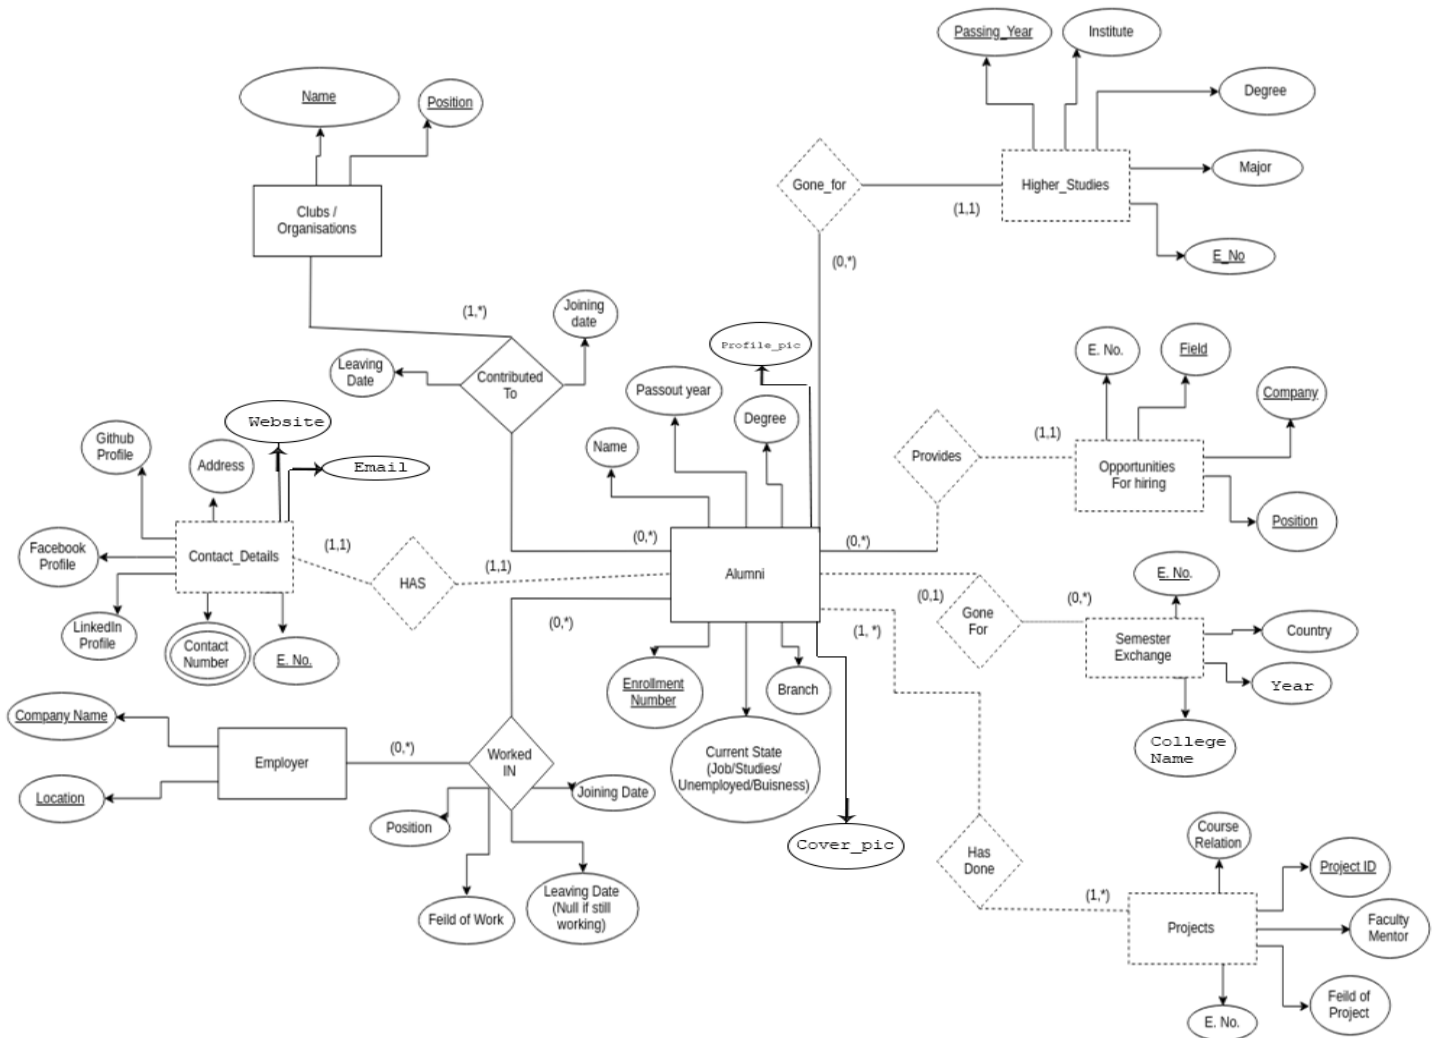 Passing_Year
Institute
Name
Position
Degree
Gone_for
Higher_Studies
Major
(1,1)
Clubs /
Organisations
E_No
(0,*)
(1,*)
Joining
date
Profile_pic
E. No.
Field
Leaving
Date
Contributed
To
Passout year
Company
Website
Degree
Github
Profile
Name
(1,1)
Address
Email
Provides
Opportunities
For hiring
Position
(0,*)
(0,*)
(1,1)
Facebook
Profile
Contact_Details
(1,1)
HAS
Alumni
E. No.
(0,1)
(0,*)
Gone
For
(0,*)
(1, *)
LinkedIn
Profile
Semester
Exchange
Country
Contact
Number
E. No.
Enrollment
Number
Branch
Year
Company Name
College
Name
Employer
(0,*)
Worked
IN
Current State
(Job/Studies/
Unemployed/Buisness)
Location
Joining Date
Position
Cover_pic
Course
Relation
Has
Done
Project ID
(1,*)
Leaving Date
(Null if still
working)
Feild of Work
Projects
Faculty
Mentor
Feild of
Project
E. No.